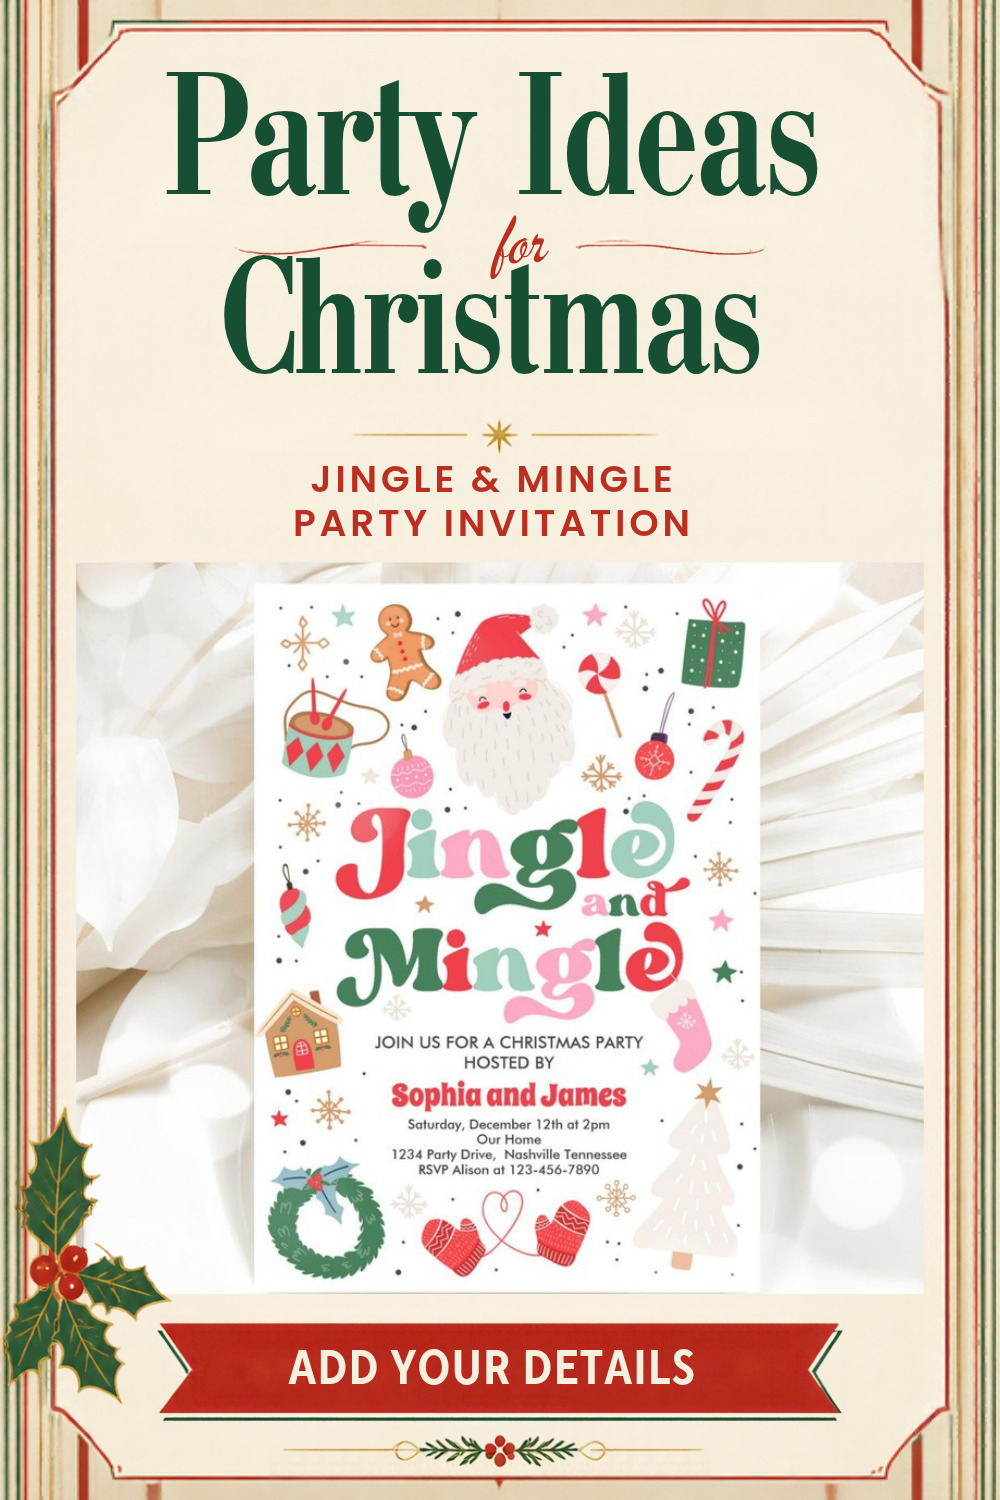 Party Ideas
for
Christmas
JINGLE & MINGLE
PARTY INVITATION
Jingle
and
Mingle
JOIN US FOR A CHRISTMAS PARTY
HOSTED BY
Sophia and James
Saturday, December 12th at 2pm
Our Home
1234 Party Drive, Nashville Tennessee
RSVP Alison at 123-456-7890
ADD YOUR DETAILS